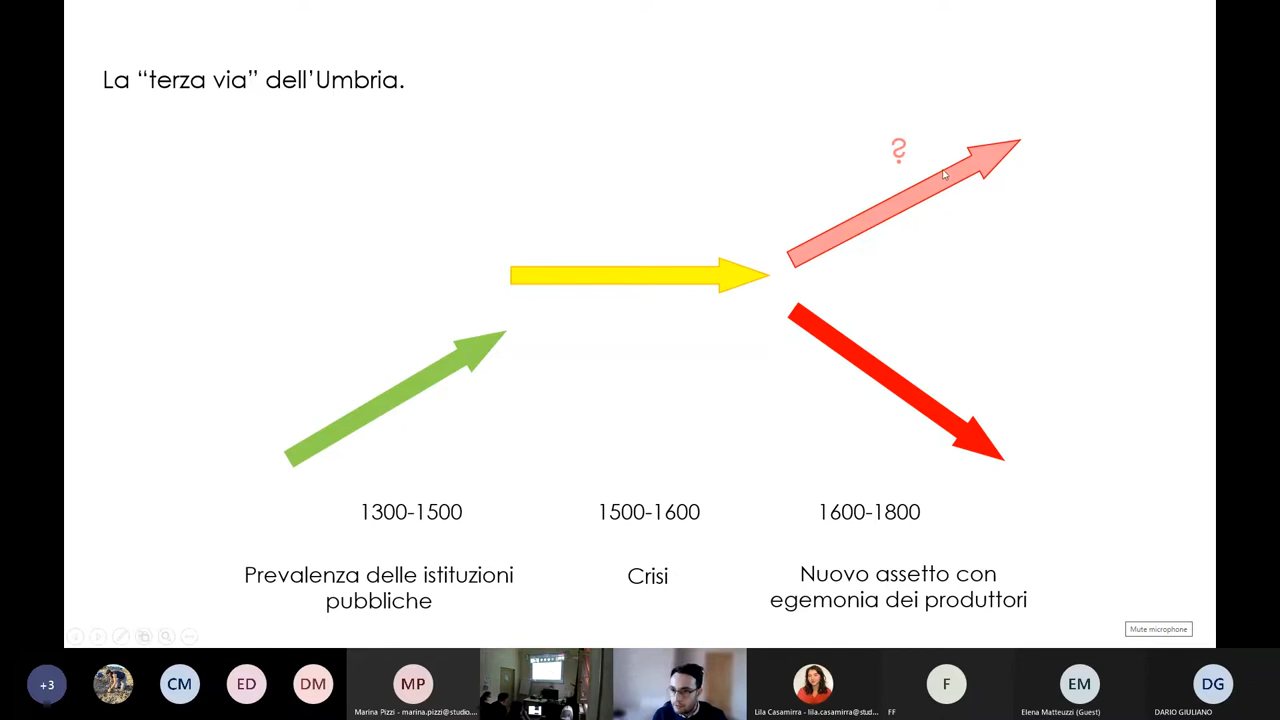 La “terza via” dell’Umbria.
?
1300-1500
1500-1600
1600-1800
Prevalenza delle istituzioni
pubbliche
Crisi
Nuovo assetto con
egemonia dei produttori
Mute microphone
+3
CM
ED
DM
MP
F
EM
DG
Marina Pizzi - marina.pizzi@studio....
Lila Casamirra - lila.casamirra@stud...
FF
Elena Matteuzzi (Guest)
DARIO GIULIANO